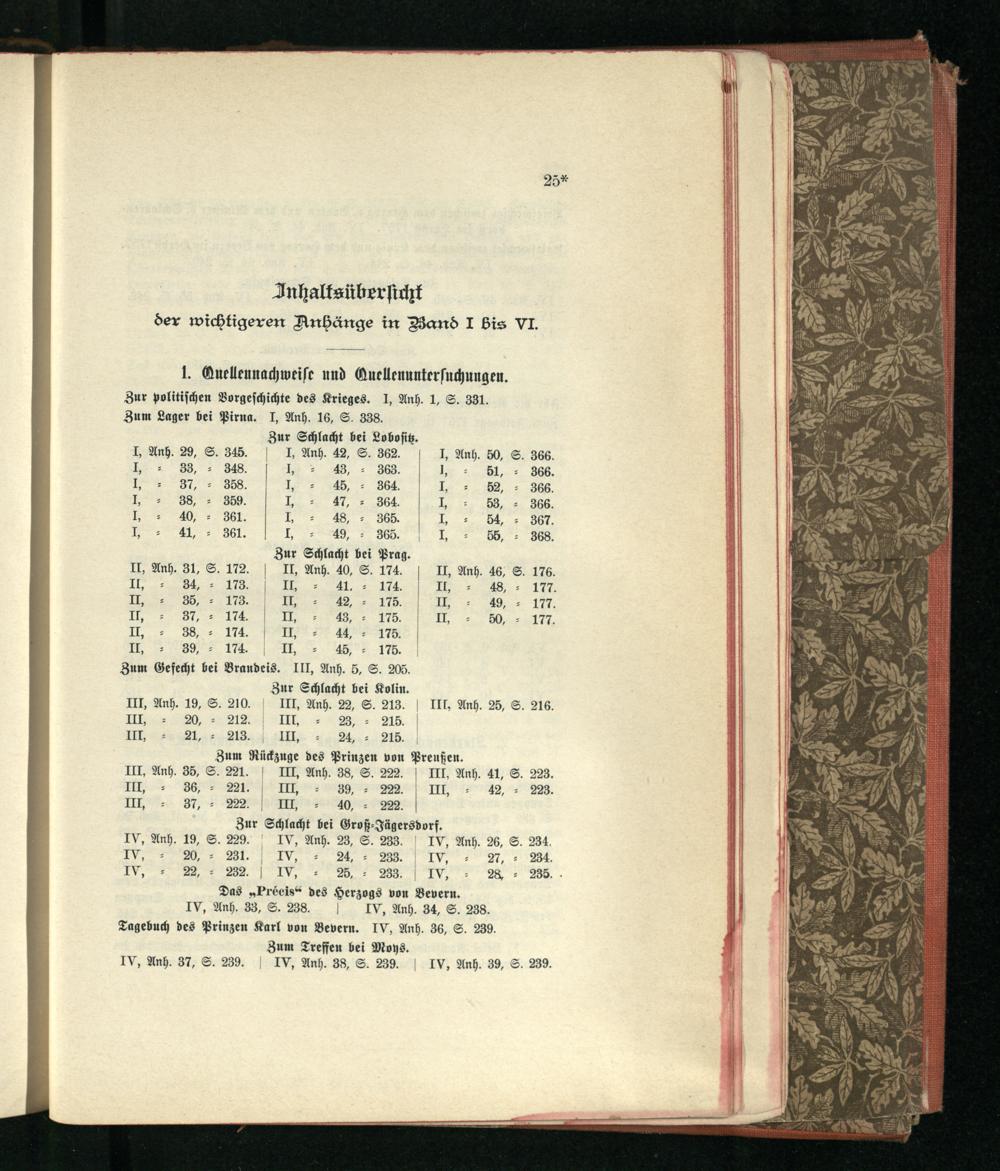 25*
Inhaltsübersicht
der wichtigeren Anhänge in Band I bis VI.
1. Quellennachweise und Quellenuntersuchungen.
Zur politischen Vorgeschichte des Krieges. I, Anh. 1, S. 331.
Zum Lager bei Pirna. I, Anh. 16, S. 338.
Zur Schlacht bei Lobositz.
I, Anh. 29, S. 345. | I, Anh. 42, S. 362. | I, Anh. 50, S. 366.
I, = 33, = 348. | I, = 43, = 363. | I, = 51, = 366.
I, = 37, = 358. | I, = 45, = 364. | I, = 52, = 366.
I, = 38, = 359. | I, = 47, = 364. | I, = 53, = 366.
I, = 40, = 361. | I, = 48, = 365. | I, = 54, = 367.
I, = 41, = 361. | I, = 49, = 365. | I, = 55, = 368.
Zur Schlacht bei Prag.
II, Anh. 31, S. 172. | II, Anh. 40, S. 174. | II, Anh. 46, S. 176.
II, = 34, = 173. | II, = 41. = 174. | II, = 48, = 177.
II, = 35, = 173. | II, = 42, = 175. | II, = 49, = 177.
II, = 37, = 174. | II, = 43, = 175. | II, = 50, = 177.
II, = 38, = 174. | II, = 44, = 175. |
II, = 39, = 174. | II, = 45, = 175. |
Zum Gefecht bei Brandeis. III, Anh. 5, S. 205.
Zur Schlacht bei Kolin.
III, Anh. 19, S. 210. | III, Anh. 22, S. 213. | III, Anh. 25, S. 216.
III, = 20, = 212. | III, = 23, = 215. |
III, = 21, = 213. | III, = 24, = 215. |
Zum Rückzuge des Prinzen von Preußen.
III, Anh. 35, S. 221. | III, Anh. 38, S. 222. | III, Anh. 41, S. 223.
III, = 36, = 221. | III, = 39, = 222. | III, = 42, = 223.
III, = 37, = 222. | III, = 40, = 222. |
Zur Schlacht bei Groß-Jägersdorf.
IV, Anh. 19, S. 229. | IV, Anh. 23, S. 233. | IV, Anh. 26, S. 234.
IV, = 20, = 231. | IV, = 24, = 233. | IV, = 27, = 234.
IV, = 22, = 232. | IV, = 25, = 233. | IV, = 28, = 235.
Das „Précis“ des Herzogs von Bevern.
IV, Anh. 33, S. 238. | IV, Anh. 34, S. 238.
Tagebuch des Prinzen Karl von Bevern. IV, Anh. 36, S. 239.
Zum Treffen bei Moys.
IV, Anh. 37, S. 239. | IV, Anh. 38, S. 239. | IV, Anh. 39, S. 239.